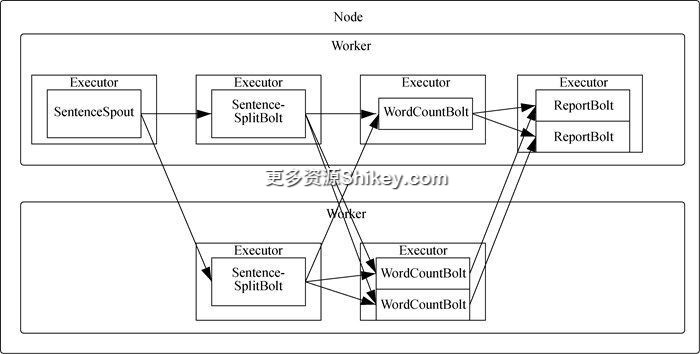 Node
Worker
Executor
Executor
Executor
Executor
SentenceSpout
Sentence-
SplitBolt
WordCountBolt
ReportBolt
ReportBolt
更多资源Shikey.com
Worker
Executor
Executor
Sentence-
SplitBolt
WordCountBolt
WordCountBolt